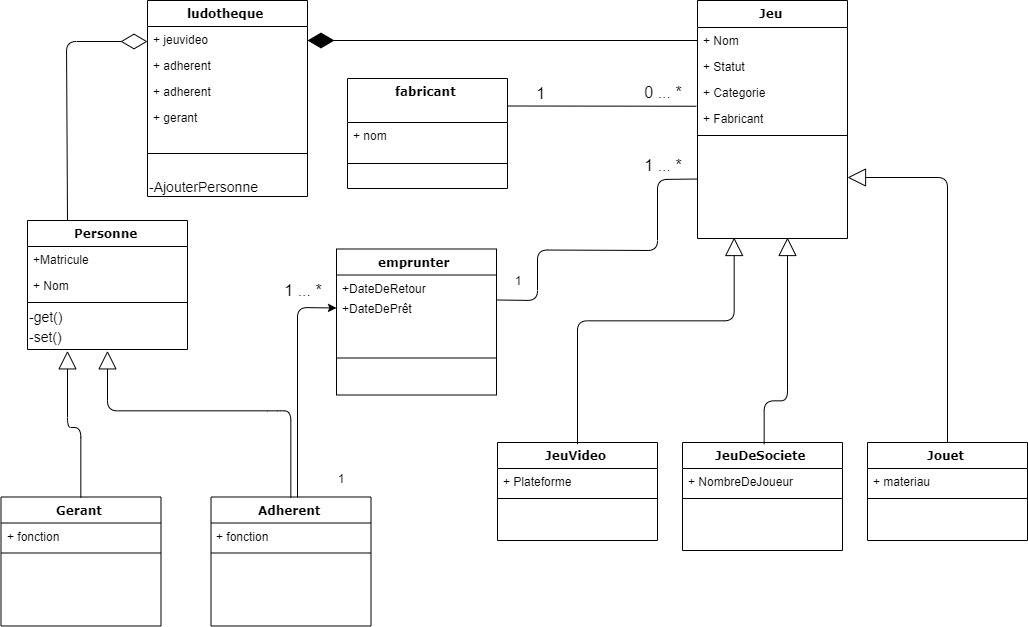 ludotheque
+ jeuvideo
+ adherent
+ adherent
+ gerant
-AjouterPersonne
Jeu
+ Nom
+ Statut
+ Categorie
+ Fabricant
fabricant
+ nom
1
0 ... *
1 ... *
Personne
+Matricule
+ Nom
-get()
-set()
emprunter
+DateDeRetour
+DateDePrêt
1 ... *
1
JeuVideo
+ Plateforme
JeuDeSociete
+ NombreDeJoueur
Jouet
+ materiau
1
Gerant
+ fonction
Adherent
+ fonction